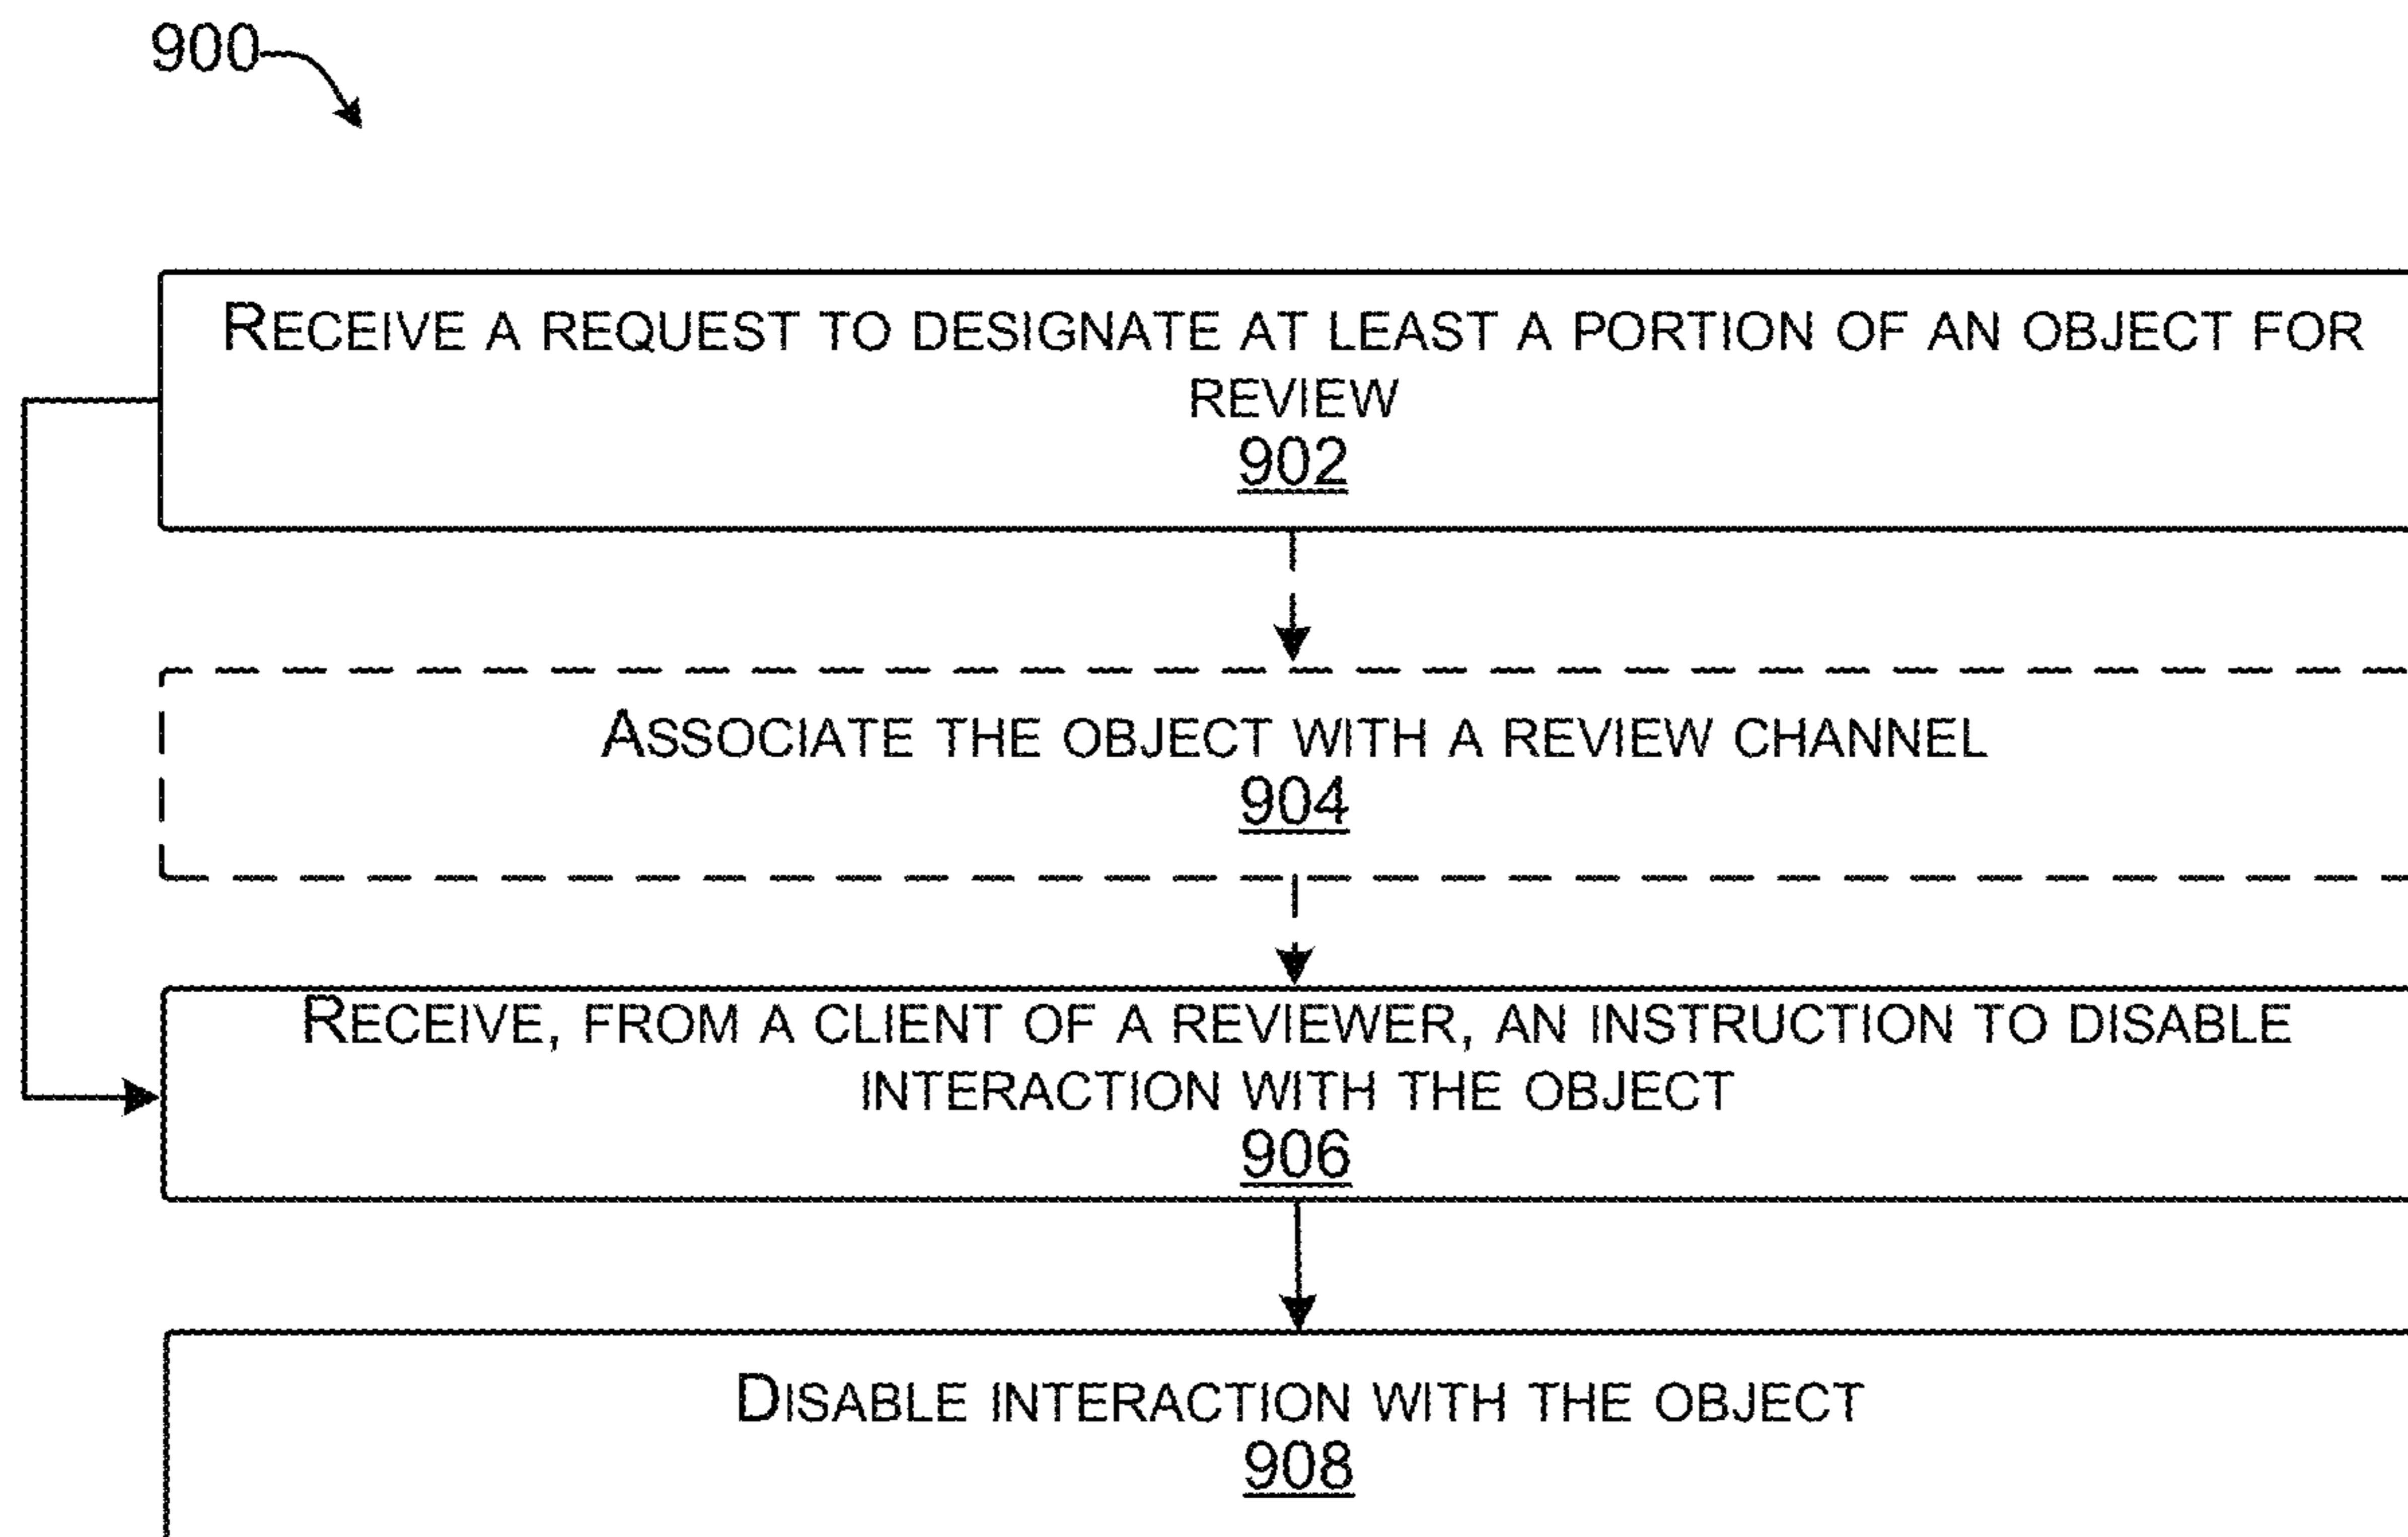 900
RECEIVE A REQUEST TO DESIGNATE AT LEAST A PORTION OF AN OBJECT FOR
REVIEW
902
ASSOCIATE THE OBJECT WITH A REVIEW CHANNEL
904
RECEIVE, FROM A CLIENT OF A REVIEWER, AN INSTRUCTION TO DISABLE
INTERACTION WITH THE OBJECT
906
DISABLE INTERACTION WITH THE OBJECT
908